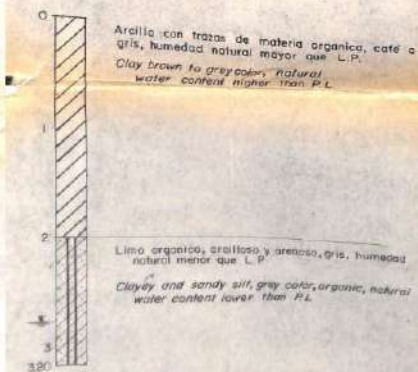 0
Arcilla con trazas de materia organica, café a
gris, humedad natural mayor que L.P.
Clay brown to grey color, natural
water content higher than P.L
1
2
Limo organico, arcilloso y arenoso, gris, humedad
natural menor que L.P.
Clayey and sandy silt, grey color, organic, natural
water content lower than P.L
3
3.20